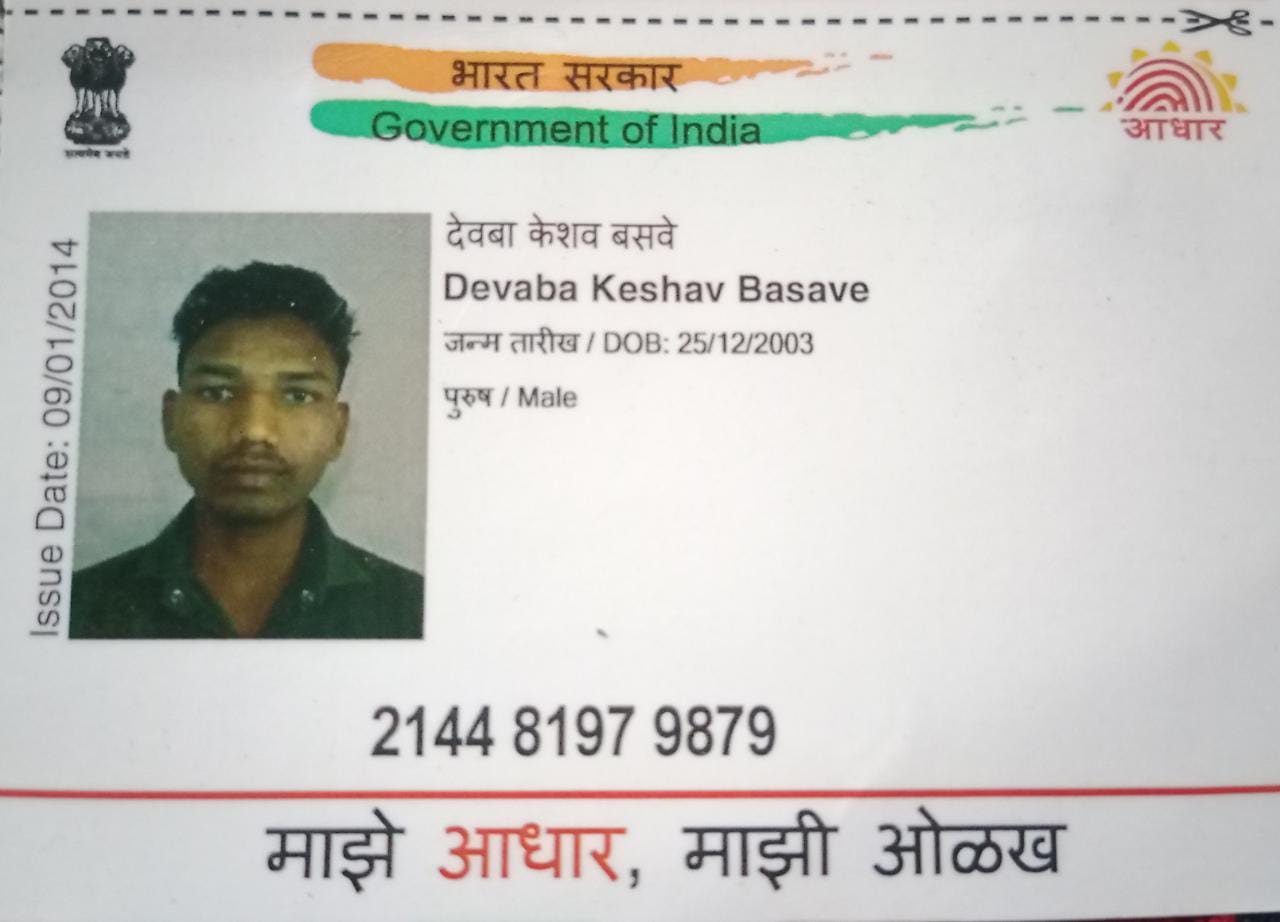 भारत सरकार
Government of India
आधार
सत्यमेव जयते
Issue Date: 09/01/2014
देवबा केशव बसवे
Devaba Keshav Basave
जन्म तारीख / DOB: 25/12/2003
पुरुष / Male
2144 8197 9879
माझे आधार, माझी ओळख